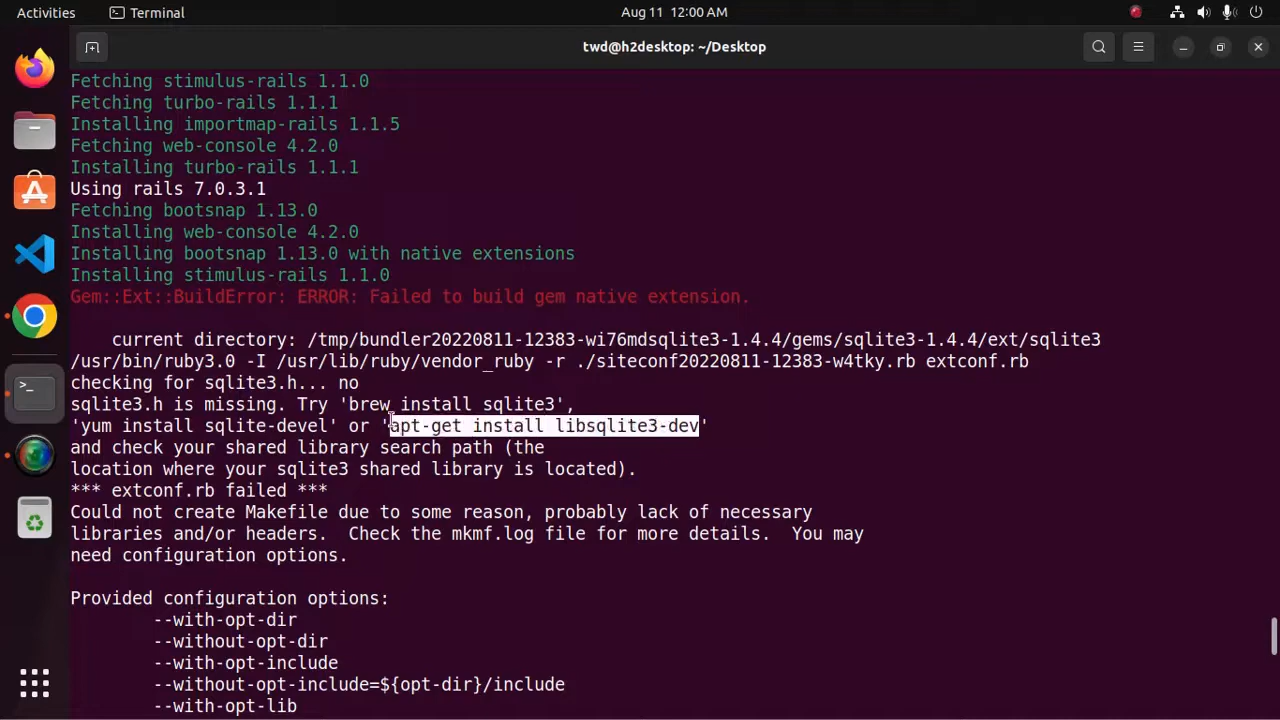 Activities
Terminal
Aug 11 12:00 AM
twd@h2desktop: ~/Desktop
Fetching stimulus-rails 1.1.0
Fetching turbo-rails 1.1.1
Installing importmap-rails 1.1.5
Fetching web-console 4.2.0
Installing turbo-rails 1.1.1
Using rails 7.0.3.1
Fetching bootsnap 1.13.0
Installing web-console 4.2.0
Installing bootsnap 1.13.0 with native extensions
Installing stimulus-rails 1.1.0
Gem::Ext::BuildError: ERROR: Failed to build gem native extension.
current directory: /tmp/bundler20220811-12383-wi76mdsqlite3-1.4.4/gems/sqlite3-1.4.4/ext/sqlite3
/usr/bin/ruby3.0 -I /usr/lib/ruby/vendor_ruby -r ./siteconf20220811-12383-w4tky.rb extconf.rb
checking for sqlite3.h... no
sqlite3.h is missing. Try 'brew install sqlite3',
'yum install sqlite-devel' or 'apt-get install libsqlite3-dev'
and check your shared library search path (the
location where your sqlite3 shared library is located).
*** extconf.rb failed ***
Could not create Makefile due to some reason, probably lack of necessary
libraries and/or headers.  Check the mkmf.log file for more details.  You may
need configuration options.
Provided configuration options:
--with-opt-dir
--without-opt-dir
--with-opt-include
--without-opt-include=${opt-dir}/include
--with-opt-lib